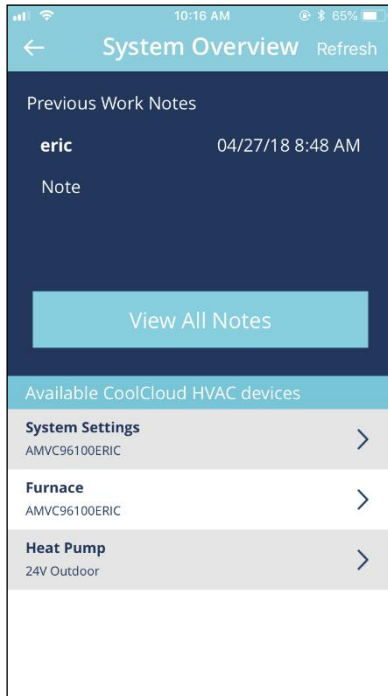 10:16 AM 65%
System Overview Refresh
Previous Work Notes
eric 04/27/18 8:48 AM
Note
View All Notes
Available CoolCloud HVAC devices
System Settings
AMVC96100ERIC
Furnace
AMVC96100ERIC
Heat Pump
24V Outdoor